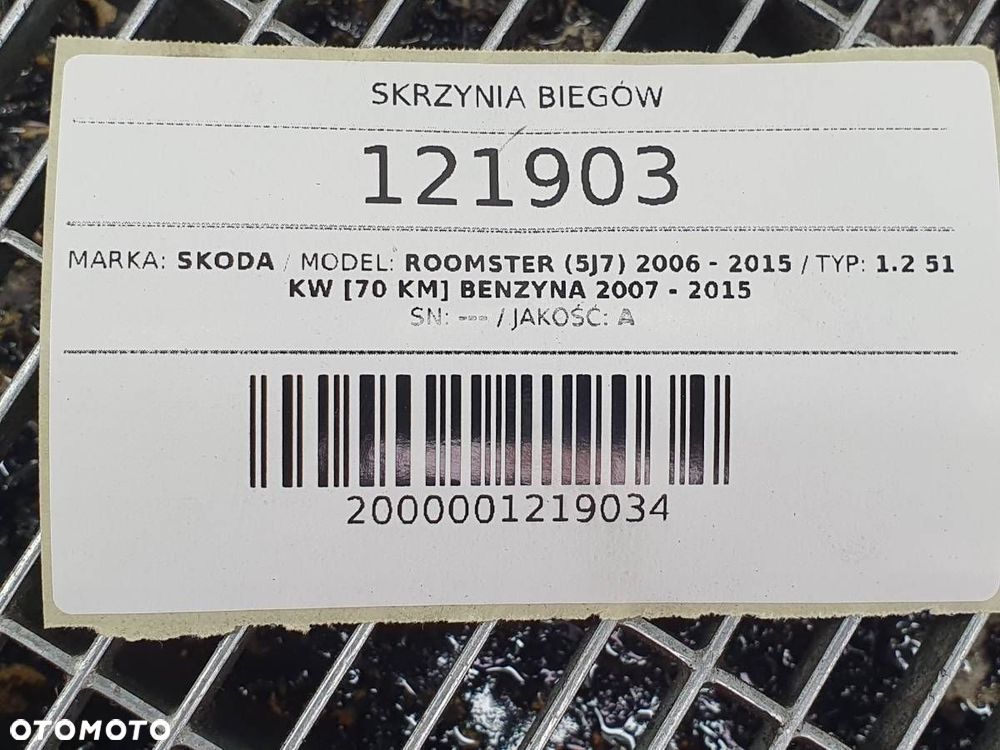 SKRZYNIA BIEGÓW
121903
MARKA: SKODA / MODEL: ROOMSTER (5J7) 2006 - 2015 / TYP: 1.2 51
KW [70 KM] BENZYNA 2007 - 2015
SN: --- / JAKOŚĆ: A
2000001219034
OTOMOTO